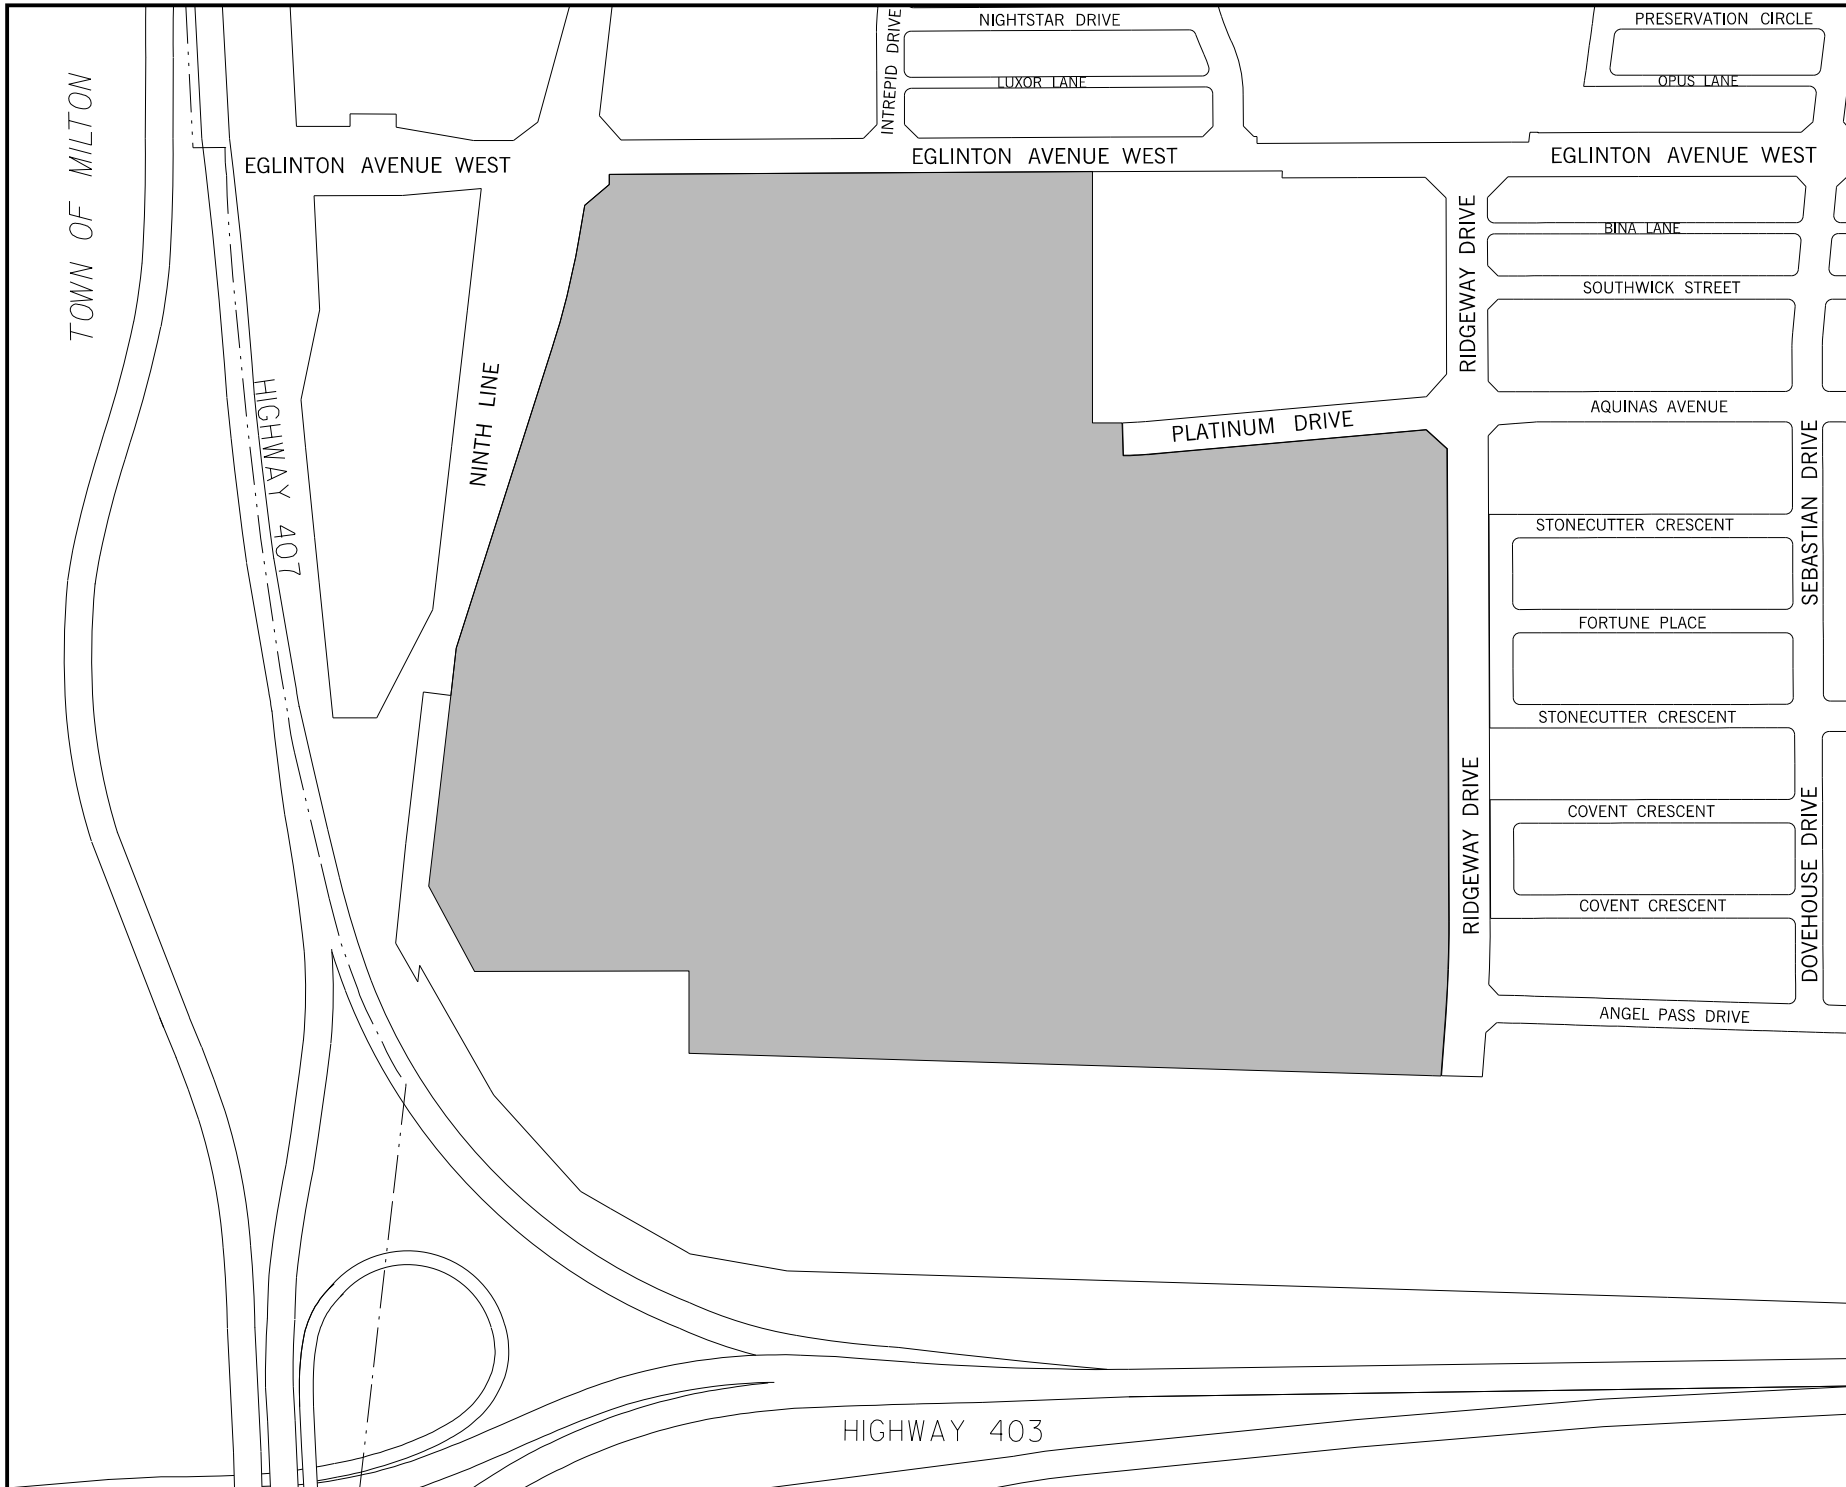 NIGHTSTAR DRIVE
PRESERVATION CIRCLE
INTREPID DRIVE
LUXOR LANE
OPUS LANE
TOWN OF MILTON
EGLINTON AVENUE WEST
EGLINTON AVENUE WEST
EGLINTON AVENUE WEST
RIDGEWAY DRIVE
BINA LANE
SOUTHWICK STREET
NINTH LINE
HIGHWAY 407
PLATINUM DRIVE
AQUINAS AVENUE
SEBASTIAN DRIVE
STONECUTTER CRESCENT
FORTUNE PLACE
STONECUTTER CRESCENT
RIDGEWAY DRIVE
COVENT CRESCENT
DOVEHOUSE DRIVE
COVENT CRESCENT
ANGEL PASS DRIVE
HIGHWAY 403